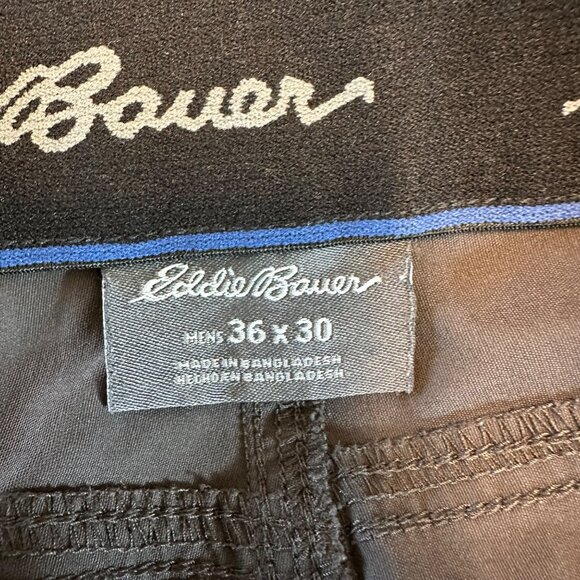 Bauer
Eddie Bauer
MENS 36 x 30
MADE IN BANGLADESH
HECHO EN BANGLADESH